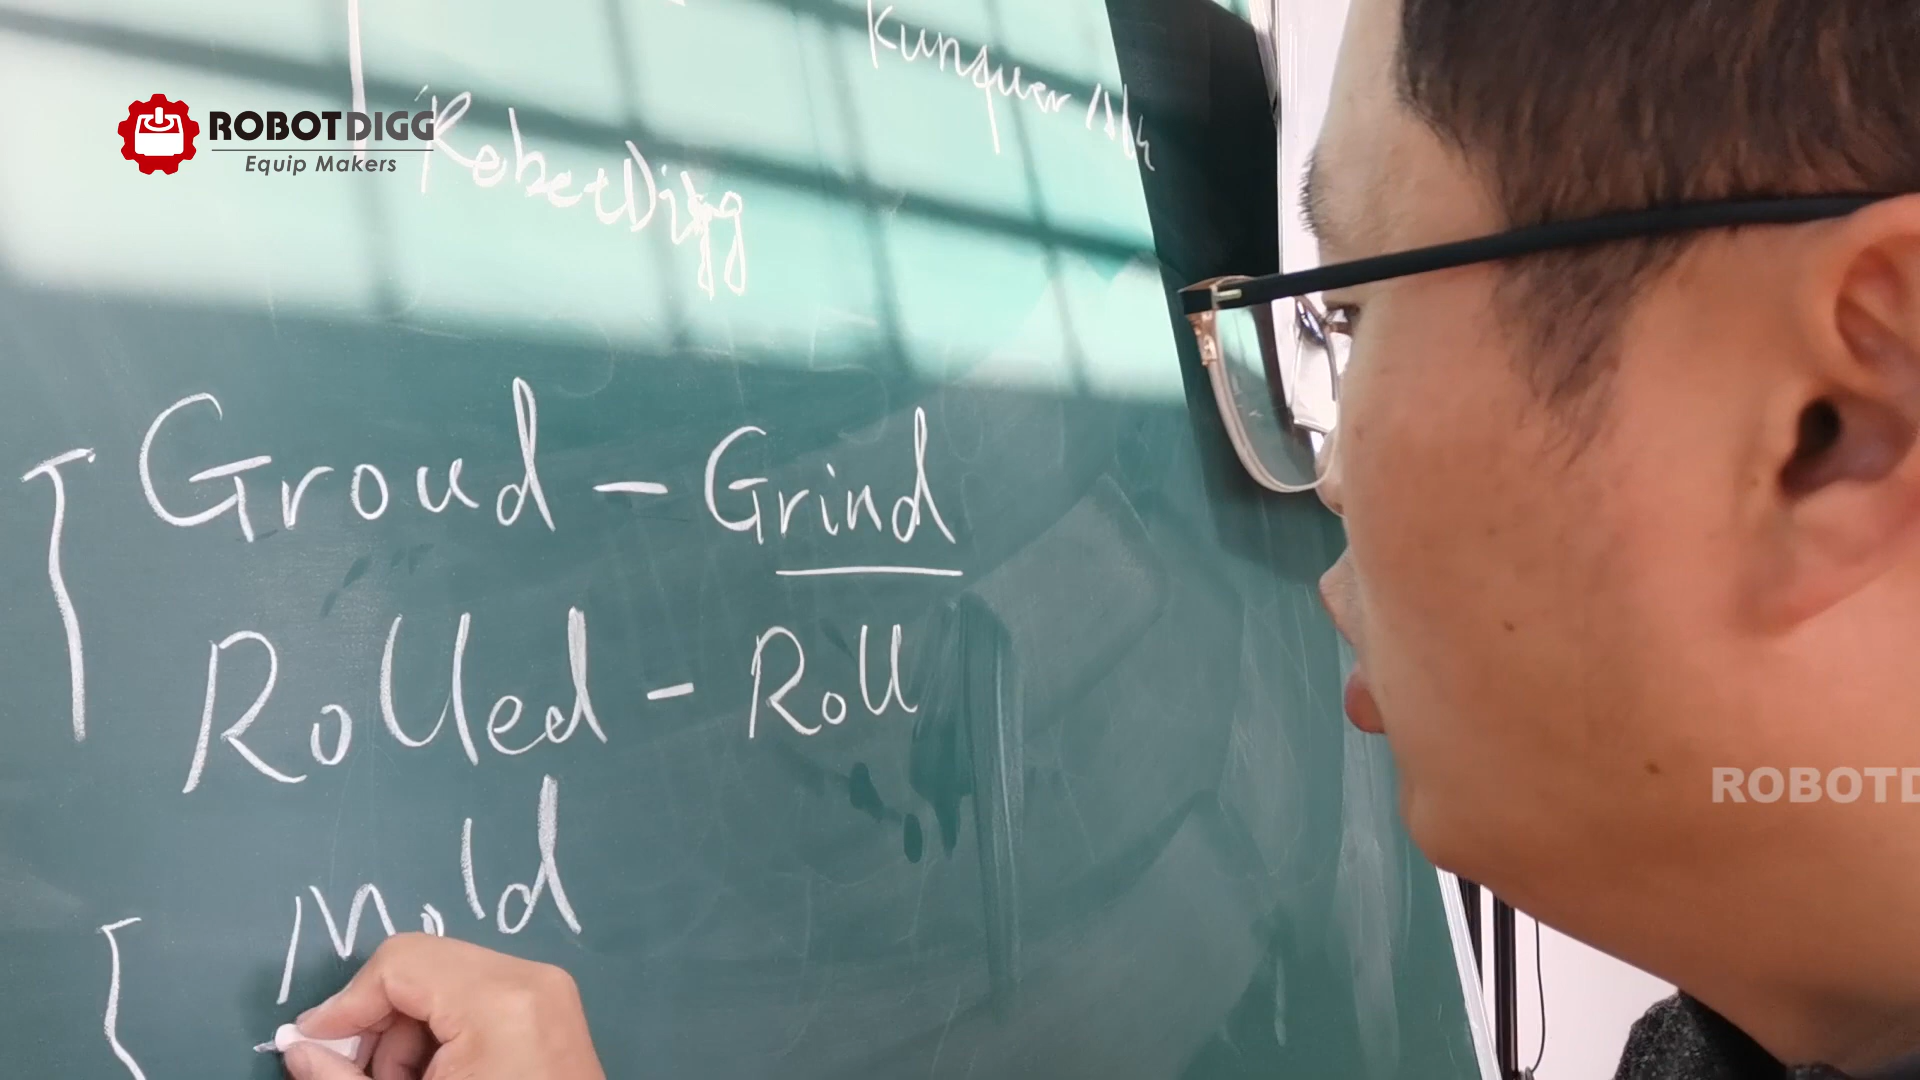 Kunquer
ROBOTDIGG
Equip Makers
RobotDigg
Groud - Grind
Rolled - Roll
Mold
ROBOTD